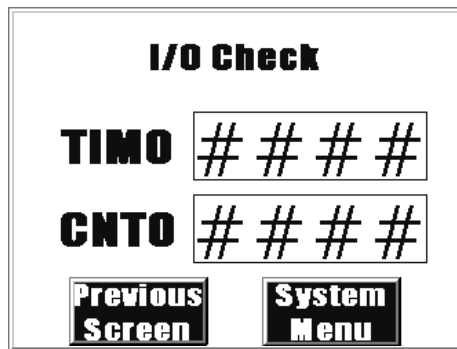 I/O Check
TIM0 # # # #
CNT0 # # # #
Previous System
Screen Menu